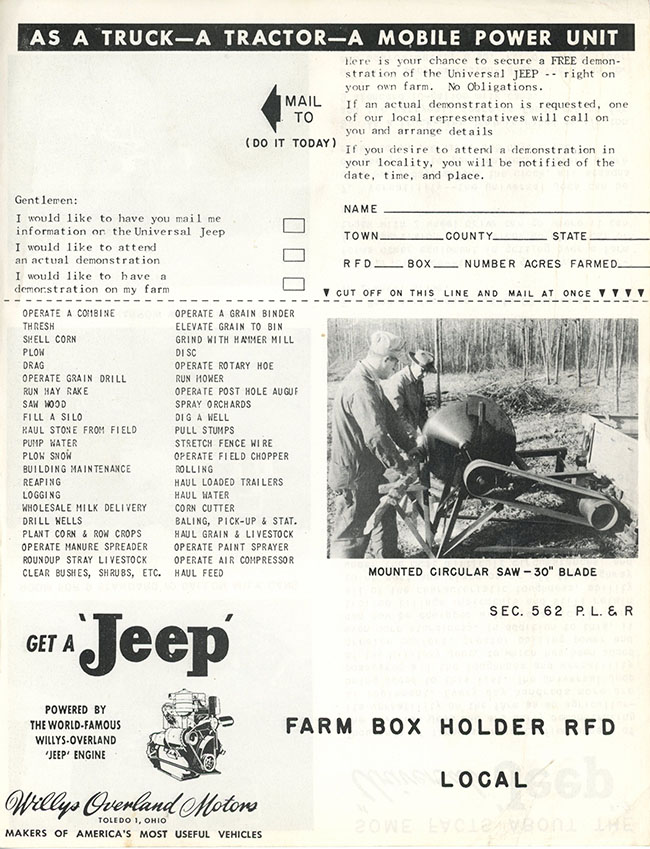 AS A TRUCK—A TRACTOR—A MOBILE POWER UNIT
MAIL
TO
(DO IT TODAY)
Here is your chance to secure a FREE demon-
stration of the Universal JEEP -- right on
your own farm. No Obligations.
If an actual demonstration is requested, one
of our local representatives will call on
you and arrange details
If you desire to attend a demonstration in
your locality, you will be notified of the
date, time, and place.
Gentlemen:
I would like to have you mail me
information on the Universal Jeep
I would like to attend
an actual demonstration
I would like to have a
demonstration on my farm
NAME
TOWN COUNTY STATE
RFD BOX NUMBER ACRES FARMED
CUT OFF ON THIS LINE AND MAIL AT ONCE
OPERATE A COMBINE
THRESH
SHELL CORN
PLOW
DRAG
OPERATE GRAIN DRILL
RUN HAY RAKE
SAW WOOD
FILL A SILO
HAUL STONE FROM FIELD
PUMP WATER
PLOW SNOW
BUILDING MAINTENANCE
REAPING
LOGGING
WHOLESALE MILK DELIVERY
DRILL WELLS
PLANT CORN & ROW CROPS
OPERATE MANURE SPREADER
ROUNDUP STRAY LIVESTOCK
CLEAR BUSHES, SHRUBS, ETC.
OPERATE A GRAIN BINDER
ELEVATE GRAIN TO BIN
GRIND WITH HAMMER MILL
DISC
OPERATE ROTARY HOE
RUN MOWER
OPERATE POST HOLE AUGUR
SPRAY ORCHARDS
DIG A WELL
PULL STUMPS
STRETCH FENCE WIRE
OPERATE FIELD CHOPPER
ROLLING
HAUL LOADED TRAILERS
HAUL WATER
CORN CUTTER
BALING, PICK-UP & STAT.
HAUL GRAIN & LIVESTOCK
OPERATE PAINT SPRAYER
OPERATE AIR COMPRESSOR
HAUL FEED
MOUNTED CIRCULAR SAW – 30" BLADE
SEC. 562 P. L. & R
GET A 'Jeep'
POWERED BY
THE WORLD-FAMOUS
WILLYS-OVERLAND
'JEEP' ENGINE
Willys Overland Motors
TOLEDO 1, OHIO
MAKERS OF AMERICA'S MOST USEFUL VEHICLES
FARM BOX HOLDER RFD
LOCAL